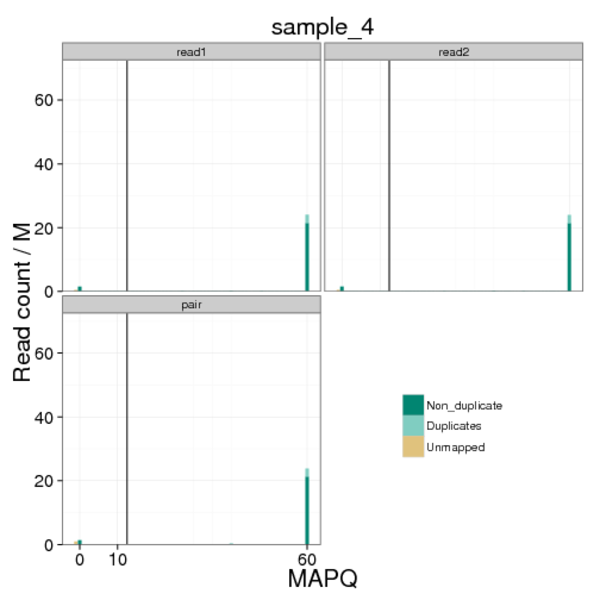 sample_4
read1
read2
60
40
20
0
pair
60
40
20
0
0
10
60
Read count / M
MAPQ
Non_duplicate
Duplicates
Unmapped